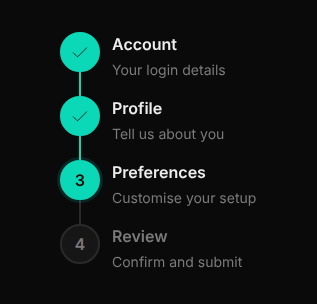 Account
Your login details
Profile
Tell us about you
3
Preferences
Customise your setup
4
Review
Confirm and submit